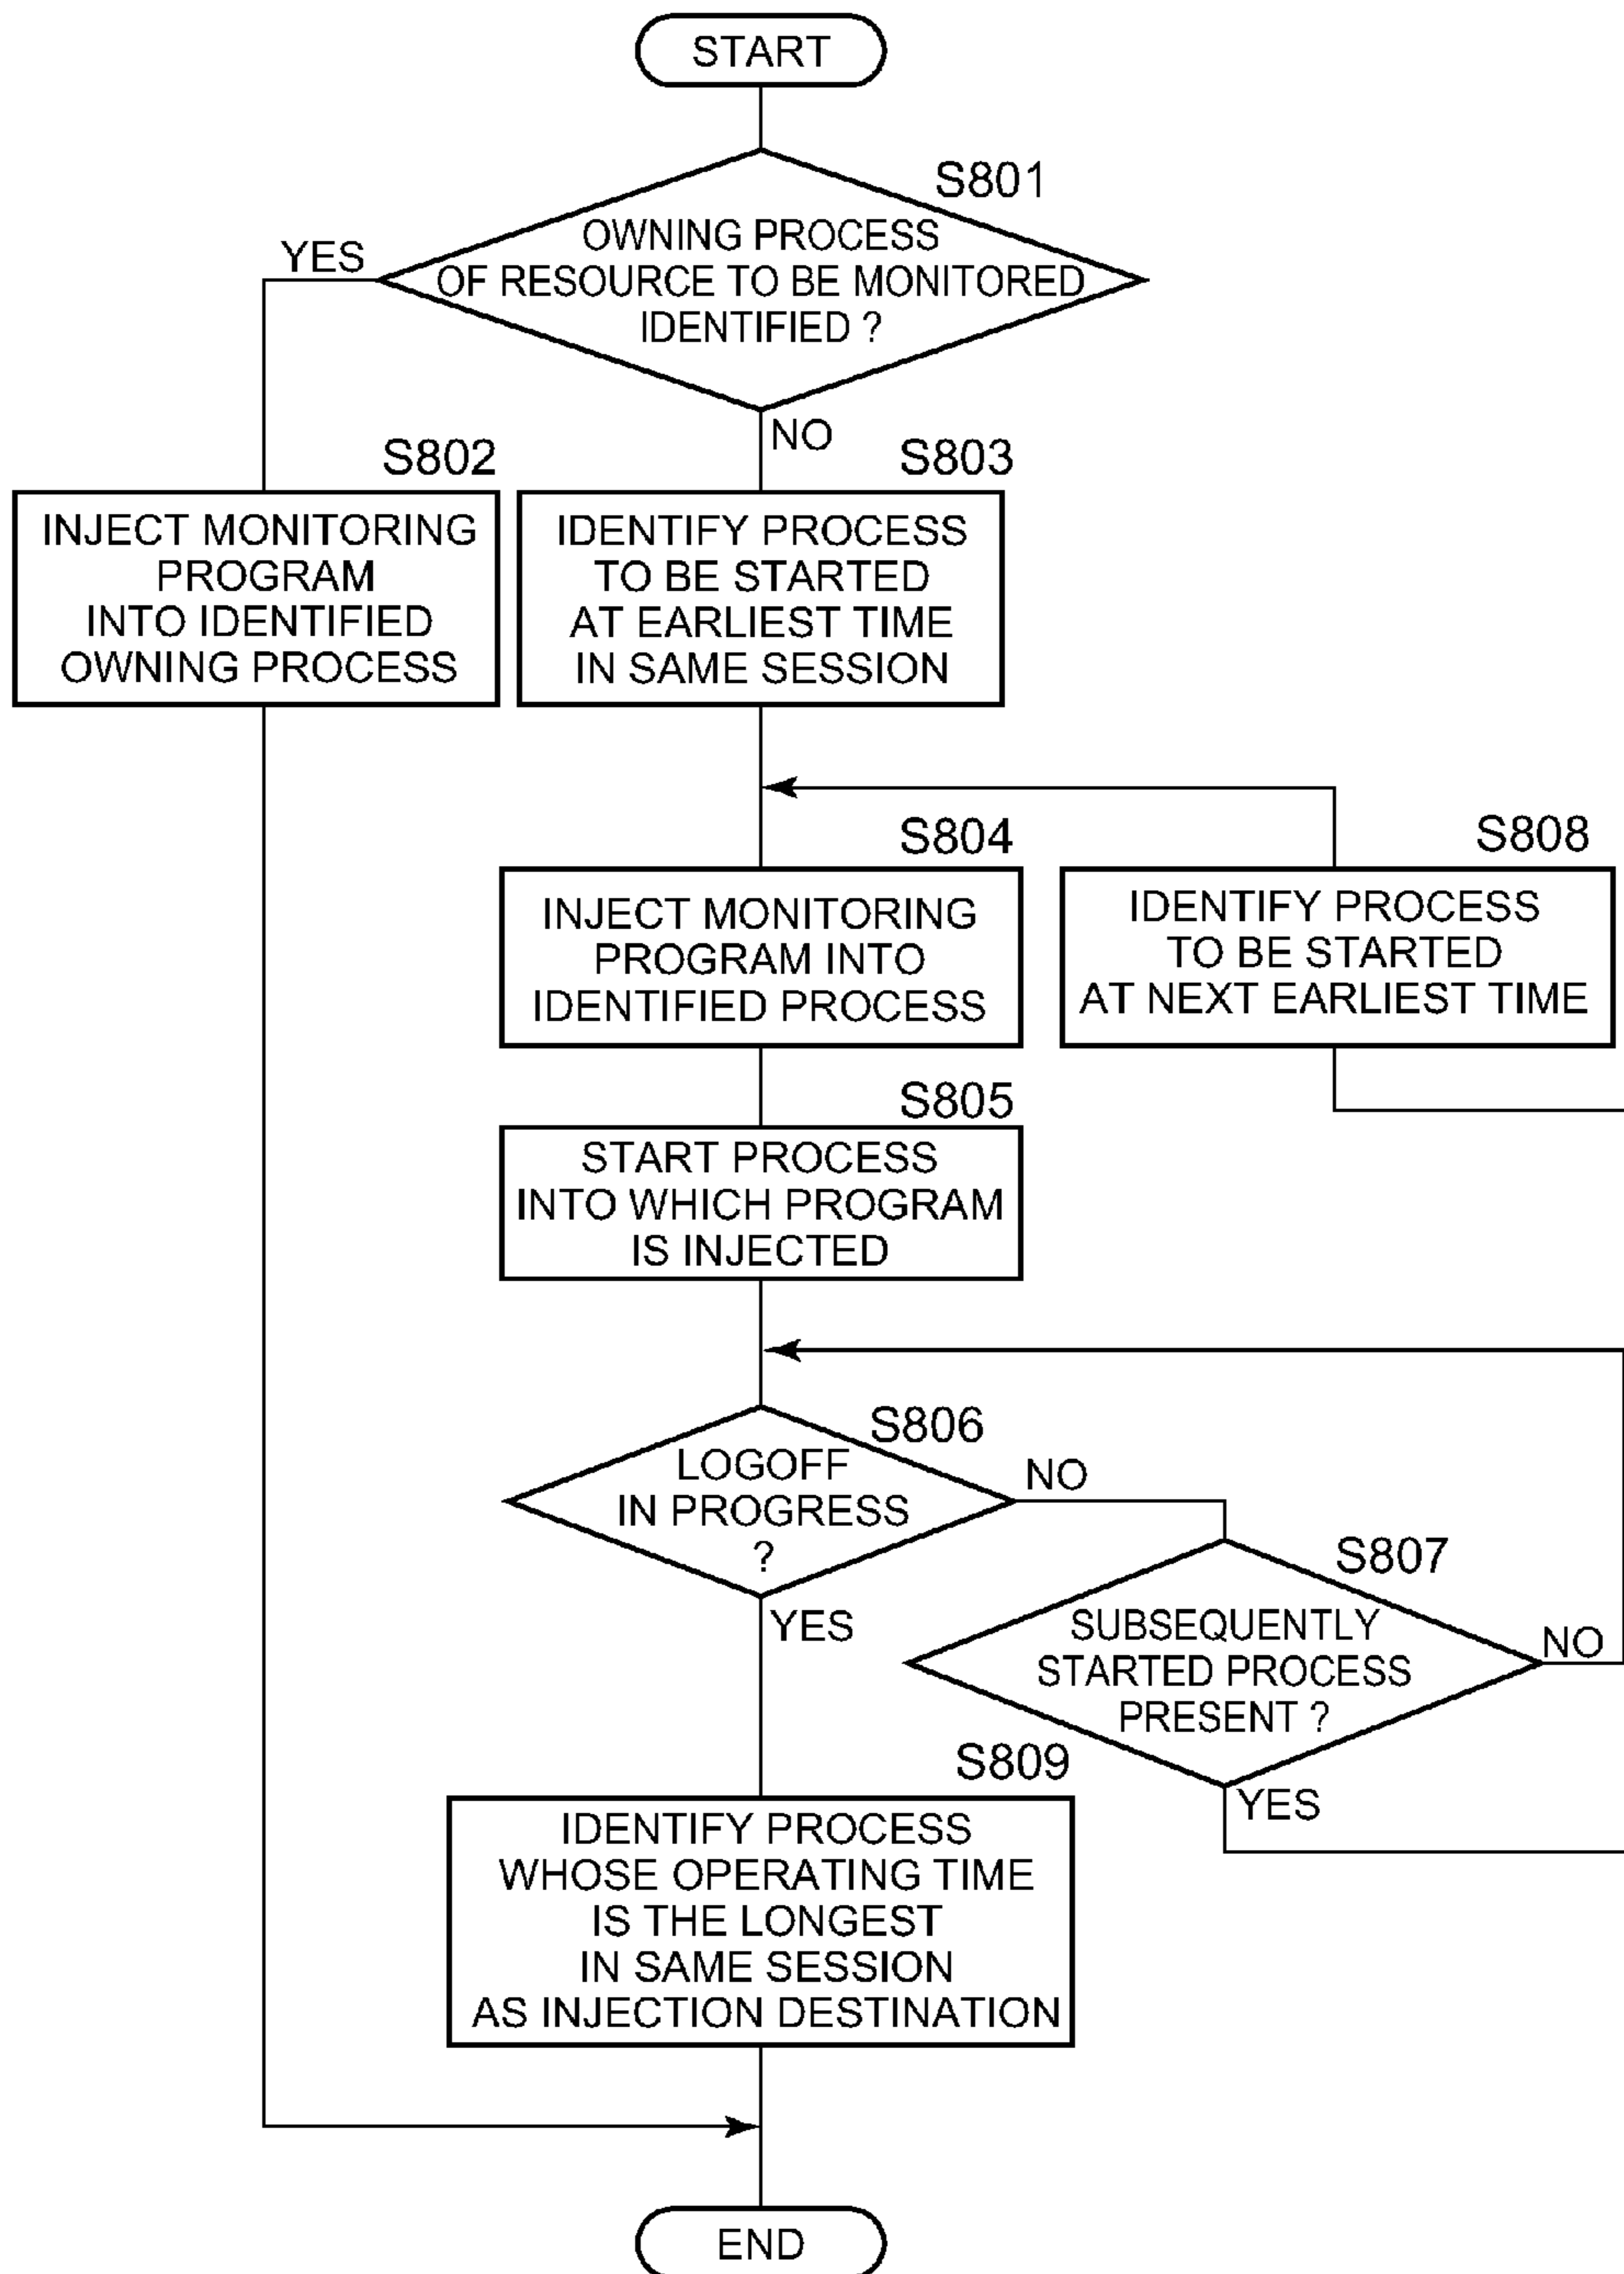 START
S801
OWNING PROCESS
OF RESOURCE TO BE MONITORED
IDENTIFIED ?
YES
NO
S802
INJECT MONITORING
PROGRAM
INTO IDENTIFIED
OWNING PROCESS
S803
IDENTIFY PROCESS
TO BE STARTED
AT EARLIEST TIME
IN SAME SESSION
S804
INJECT MONITORING
PROGRAM INTO
IDENTIFIED PROCESS
S808
IDENTIFY PROCESS
TO BE STARTED
AT NEXT EARLIEST TIME
S805
START PROCESS
INTO WHICH PROGRAM
IS INJECTED
S806
LOGOFF
IN PROGRESS
?
NO
YES
S807
SUBSEQUENTLY
STARTED PROCESS
PRESENT ?
NO
YES
S809
IDENTIFY PROCESS
WHOSE OPERATING TIME
IS THE LONGEST
IN SAME SESSION
AS INJECTION DESTINATION
END